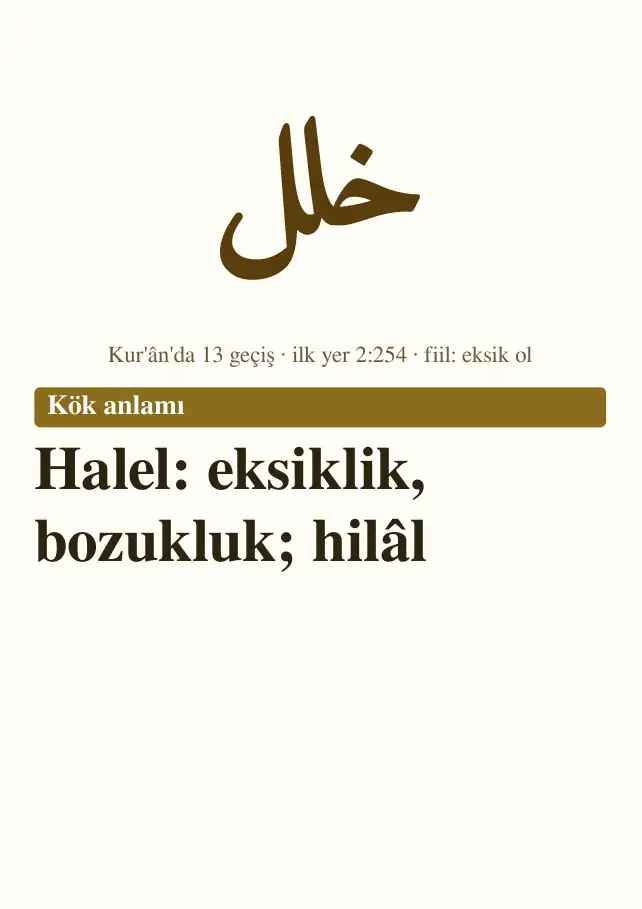 خلل
Kur'ân'da 13 geçiş · ilk yer 2:254 · fiil: eksik ol
Kök anlamı
Halel: eksiklik,
bozukluk; hilâl